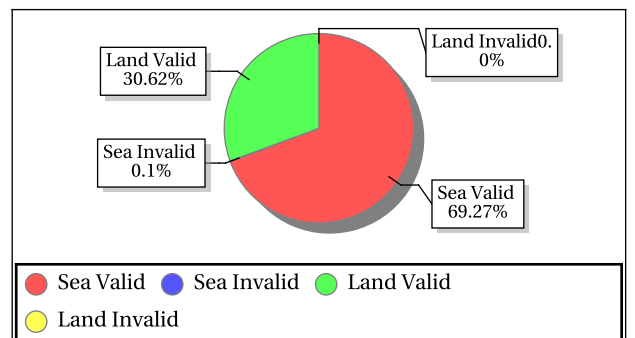 Land Invalid0.
0%
Land Valid
30.62%
Sea Invalid
0.1%
Sea Valid
69.27%
Sea Valid Sea Invalid Land Valid
Land Invalid